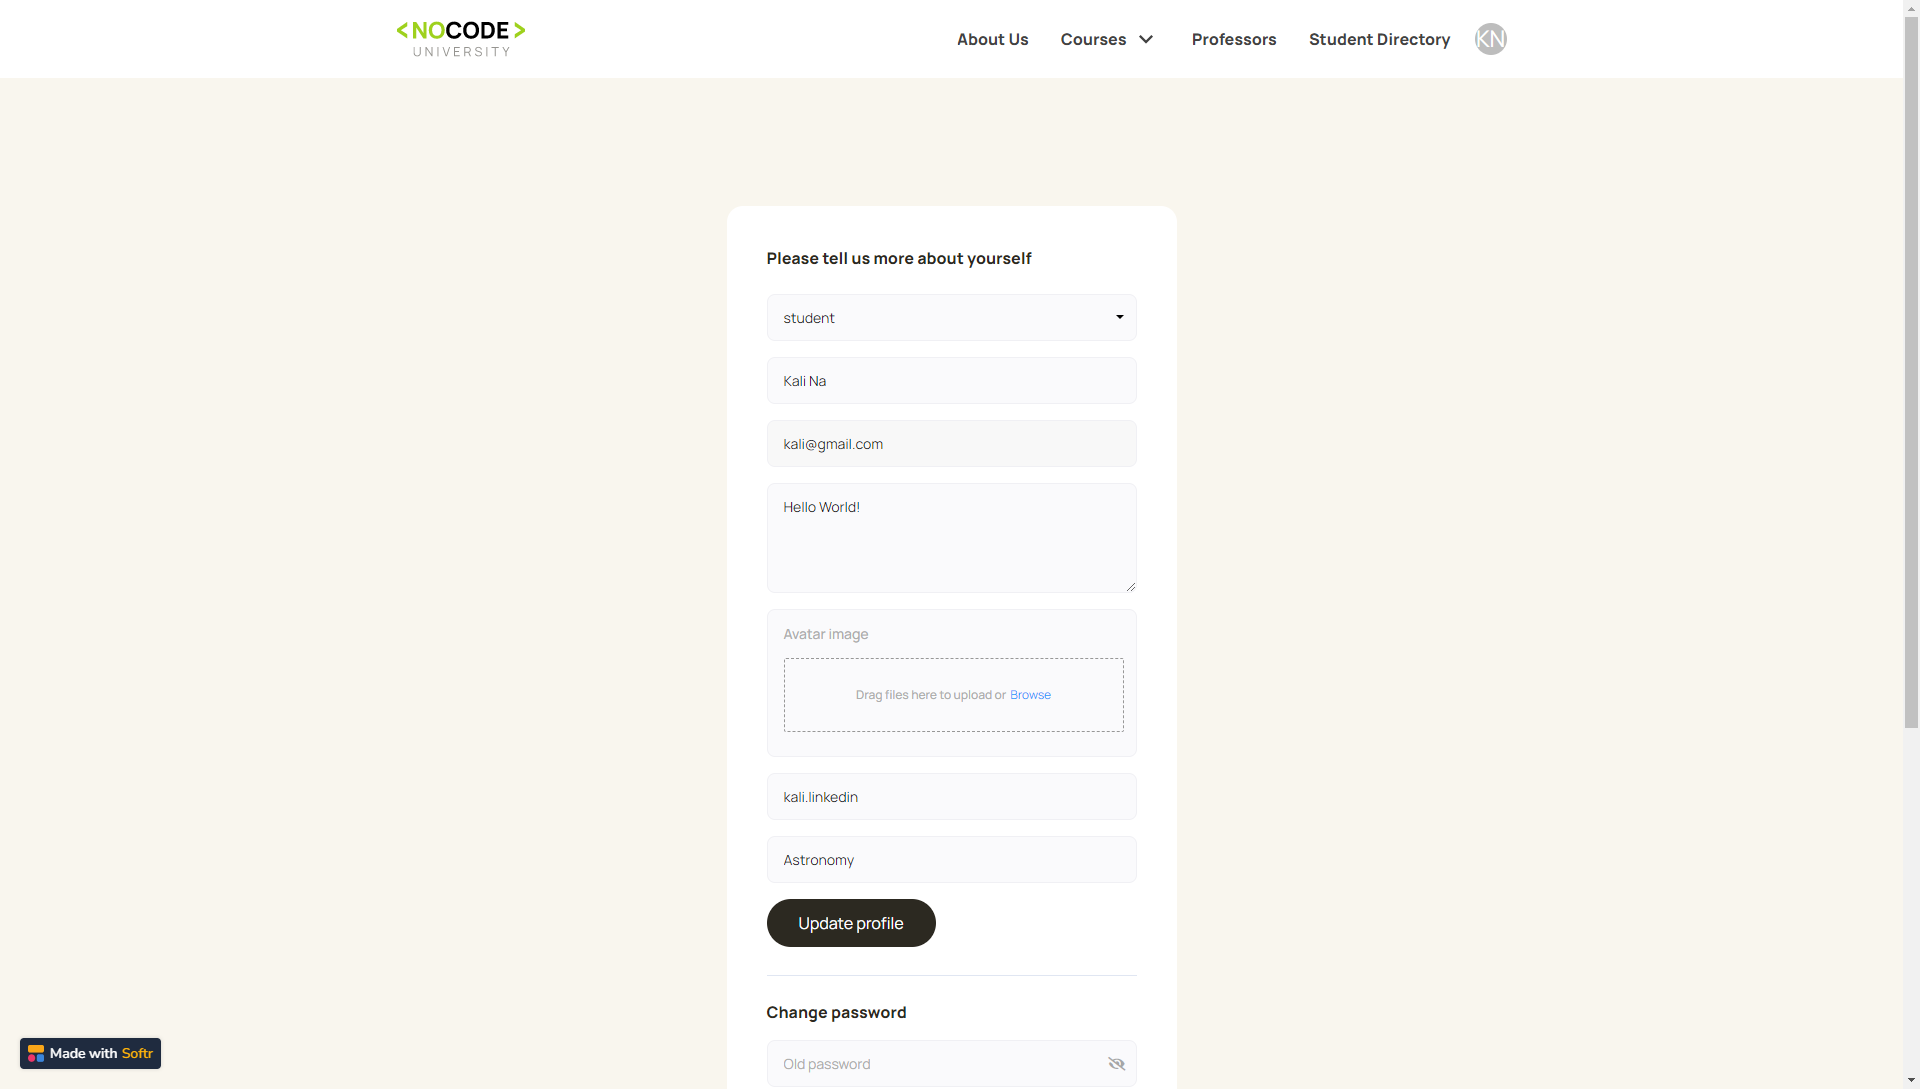 <NOCODE>
UNIVERSITY
About Us
Courses
Professors
Student Directory
KN
Please tell us more about yourself
student
Kali Na
kali@gmail.com
Hello World!
Avatar image
Drag files here to upload or Browse
kali.linkedin
Astronomy
Update profile
Change password
Old password
Made with Softr